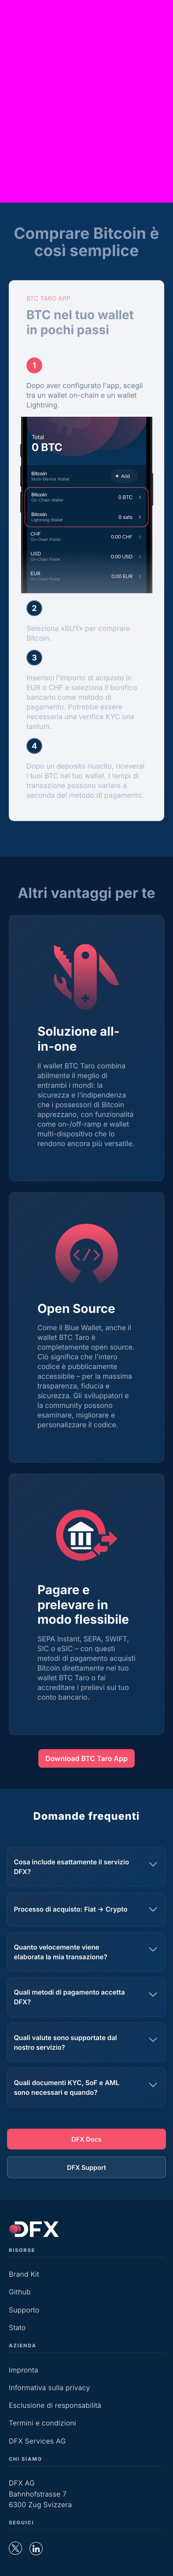 Comprare Bitcoin è
così semplice
BTC TARO APP
BTC nel tuo wallet
in pochi passi
1
Dopo aver configurato l'app, scegli
tra un wallet on-chain e un wallet
Lightning.
Total
0 BTC
Bitcoin
Multi-Device Wallet
+ Add
Bitcoin
On-Chain Wallet
0 BTC
Bitcoin
Lightning Wallet
0 sats
CHF
On-Chain Wallet
0.00 CHF
USD
On-Chain Wallet
0.00 USD
EUR
On-Chain Wallet
0.00 EUR
2
Seleziona «BUY» per comprare
Bitcoin.
3
Inserisci l'importo di acquisto in
EUR o CHF e seleziona il bonifico
bancario come metodo di
pagamento. Potrebbe essere
necessaria una verifica KYC una
tantum.
4
Dopo un deposito riuscito, riceverai
i tuoi BTC nel tuo wallet. I tempi di
transazione possono variare a
seconda del metodo di pagamento.
Altri vantaggi per te
Soluzione all-
in-one
Il wallet BTC Taro combina
abilmente il meglio di
entrambi i mondi: la
sicurezza e l'indipendenza
che i possessori di Bitcoin
apprezzano, con funzionalità
come on-/off-ramp e wallet
multi-dispositivo che lo
rendono ancora più versatile.
Open Source
Come il Blue Wallet, anche il
wallet BTC Taro è
completamente open source.
Ciò significa che l'intero
codice è pubblicamente
accessibile – per la massima
trasparenza, fiducia e
sicurezza. Gli sviluppatori e
la community possono
esaminare, migliorare e
personalizzare il codice.
Pagare e
prelevare in
modo flessibile
SEPA Instant, SEPA, SWIFT,
SIC o eSIC – con questi
metodi di pagamento acquisti
Bitcoin direttamente nel tuo
wallet BTC Taro o fai
accreditare i prelievi sul tuo
conto bancario.
Download BTC Taro App
Domande frequenti
Cosa include esattamente il servizio
DFX?
Processo di acquisto: Fiat → Crypto
Quanto velocemente viene
elaborata la mia transazione?
Quali metodi di pagamento accetta
DFX?
Quali valute sono supportate dal
nostro servizio?
Quali documenti KYC, SoF e AML
sono necessari e quando?
DFX Docs
DFX Support
DFX
RISORSE
Brand Kit
Github
Supporto
Stato
AZIENDA
Impronta
Informativa sulla privacy
Esclusione di responsabilità
Termini e condizioni
DFX Services AG
CHI SIAMO
DFX AG
Bahnhofstrasse 7
6300 Zug Svizzera
SEGUICI